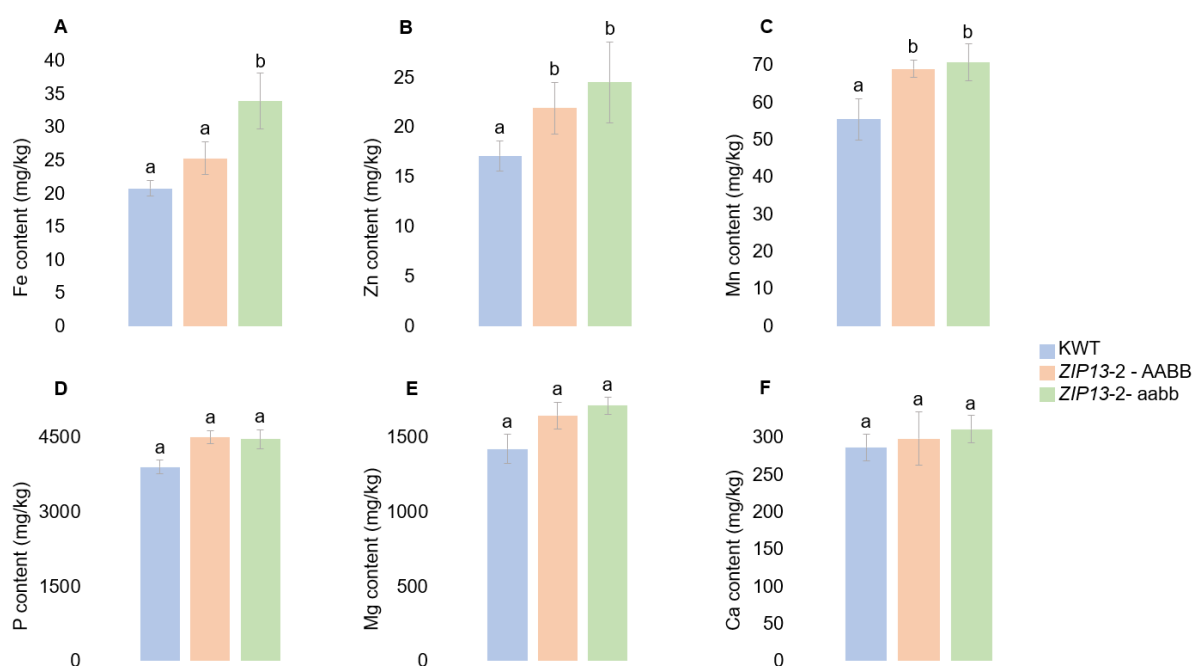 A
Fe content (mg/kg)
40
35
30
25
20
15
10
5
0
a
a
b
B
Zn content (mg/kg)
25
20
15
10
5
0
a
b
b
C
Mn content (mg/kg)
70
60
50
40
30
20
10
0
a
b
b
KWT
ZIP13-2 - AABB
ZIP13-2- aabb
D
P content (mg/kg)
4500
3000
1500
0
a
a
a
E
Mg content (mg/kg)
1500
1000
500
0
a
a
a
F
Ca content (mg/kg)
300
250
200
150
100
50
0
a
a
a